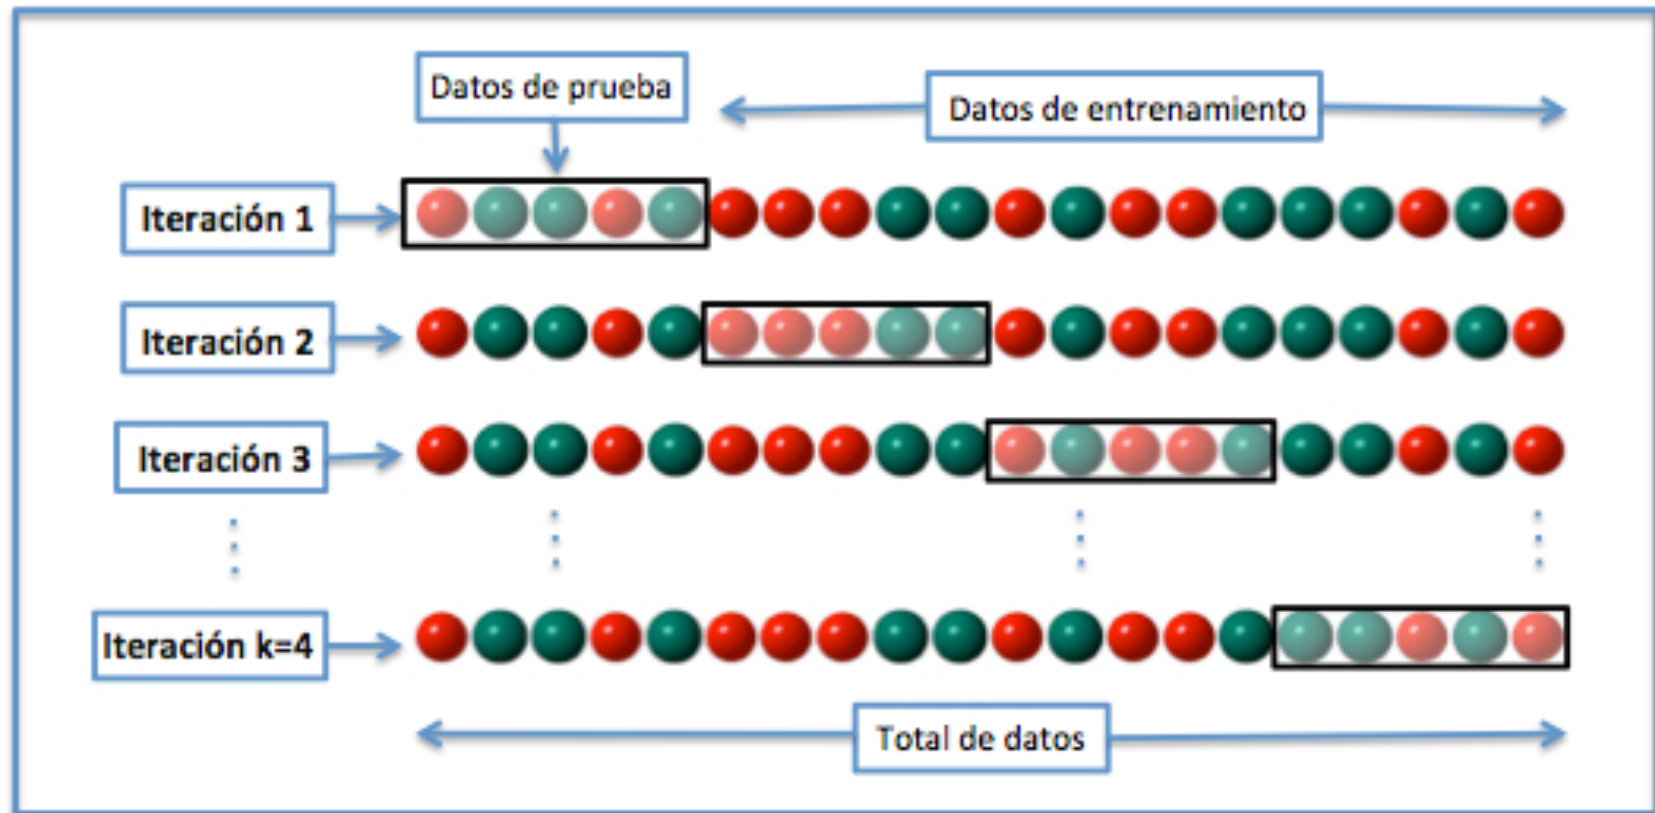 Datos de prueba
Datos de entrenamiento
Iteración 1
Iteración 2
Iteración 3
Iteración k=4
Total de datos